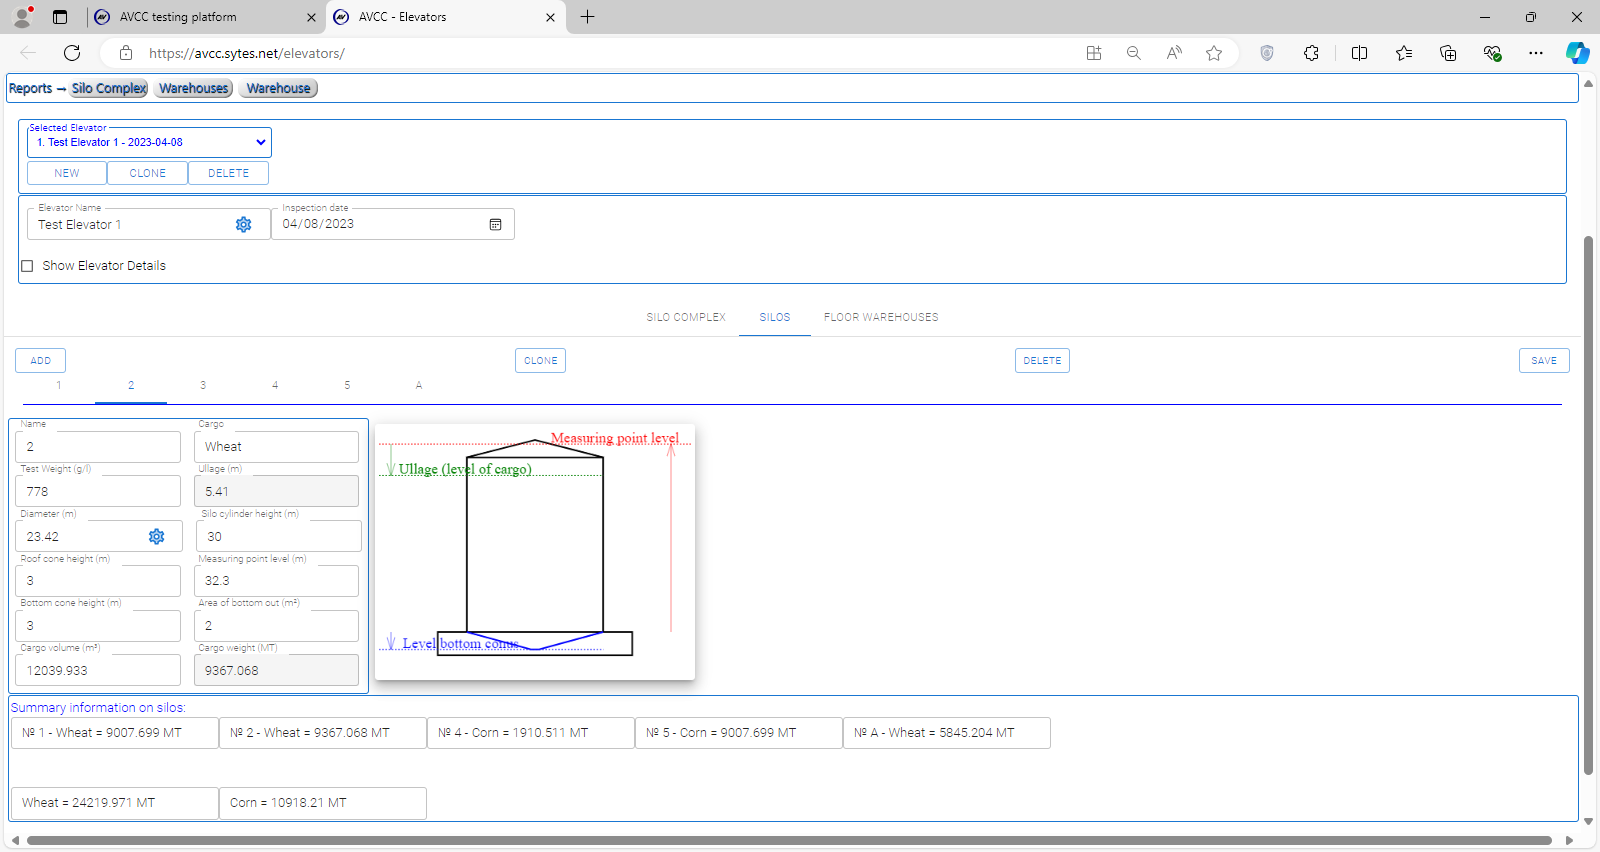 AVCC testing platform
AVCC - Elevators
https://avcc.sytes.net/elevators/
Reports → Silo Complex Warehouses Warehouse
Selected Elevator
1. Test Elevator 1 - 2023-04-08
NEW CLONE DELETE
Elevator Name Inspection date
Test Elevator 1 04/08/2023
Show Elevator Details
SILO COMPLEX SILOS FLOOR WAREHOUSES
ADD CLONE DELETE SAVE
1 2 3 4 5 A
Name Cargo
2 Wheat
Test Weight (g/l) Ullage (m)
778 5.41
Diameter (m) Silo cylinder height (m)
23.42 30
Roof cone height (m) Measuring point level (m)
3 32.3
Bottom cone height (m) Area of bottom out (m²)
3 2
Cargo volume (m³) Cargo weight (MT)
12039.933 9367.068
Measuring point level
Ullage (level of cargo)
Level bottom conus
Summary information on silos:
№ 1 - Wheat = 9007.699 MT № 2 - Wheat = 9367.068 MT № 4 - Corn = 1910.511 MT № 5 - Corn = 9007.699 MT № A - Wheat = 5845.204 MT
Wheat = 24219.971 MT Corn = 10918.21 MT